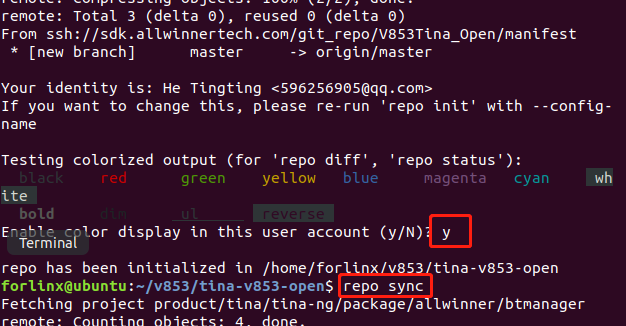 remote: Compressing objects: 100% (2/2), done.
remote: Total 3 (delta 0), reused 0 (delta 0)
From ssh://sdk.allwinnertech.com/git_repo/V853Tina_Open/manifest
 * [new branch]      master     -> origin/master
Your identity is: He Tingting <596256905@qq.com>
If you want to change this, please re-run 'repo init' with --config-
name
Testing colorized output (for 'repo diff', 'repo status'):
black red green yellow blue magenta cyan wh
ite
bold dim ul reverse
Enable color display in this user account (y/N)? y
Terminal
repo has been initialized in /home/forlinx/v853/tina-v853-open
forlinx@ubuntu:~/v853/tina-v853-open$ repo sync
Fetching project product/tina/tina-ng/package/allwinner/btmanager
remote: Counting objects: 4, done.